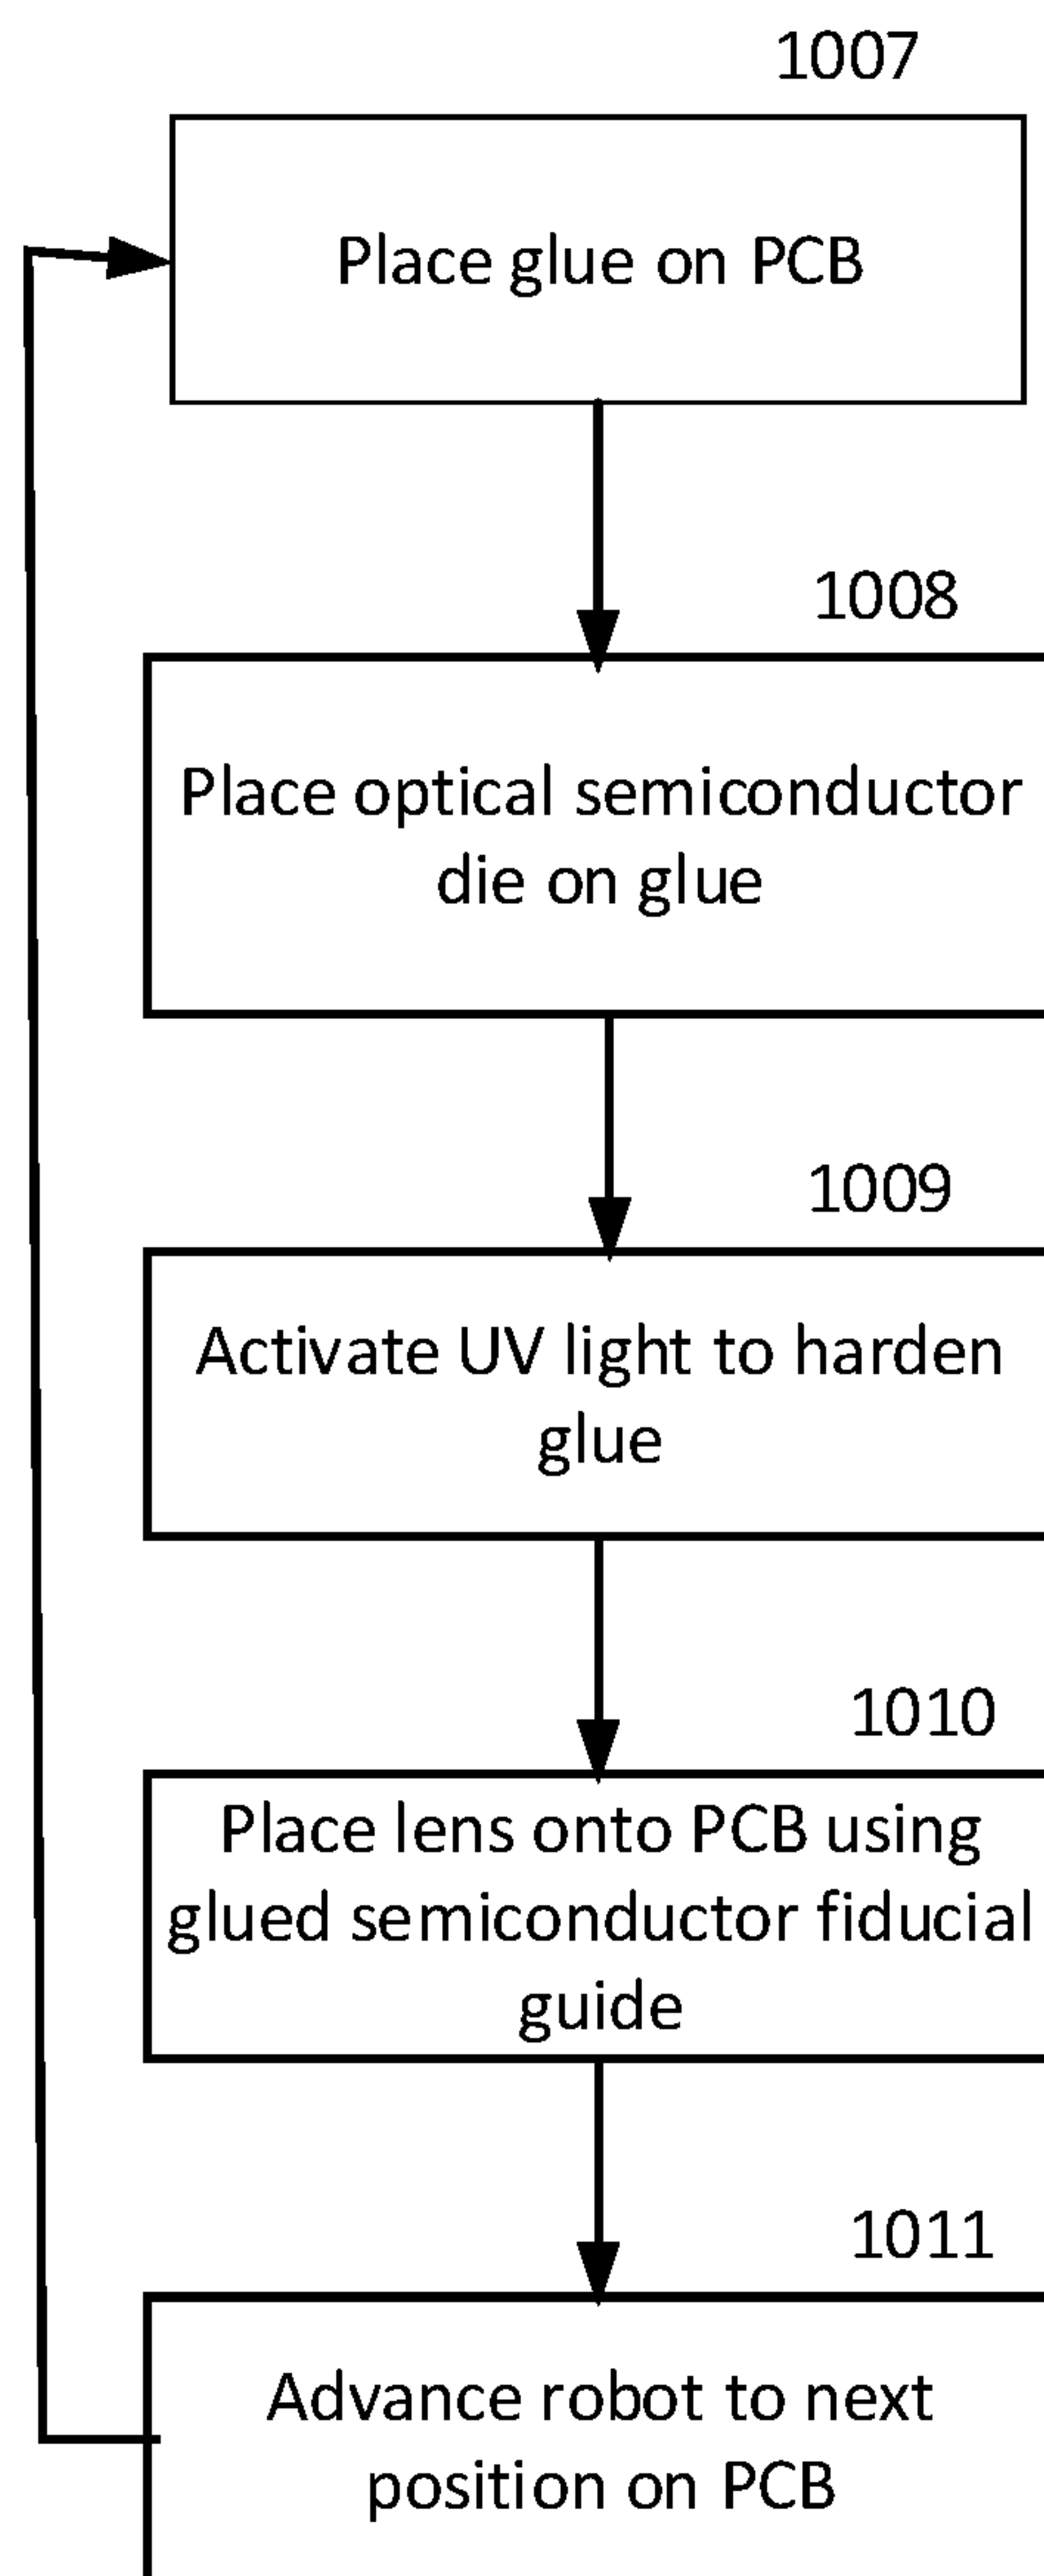 1007
Place glue on PCB
1008
Place optical semiconductor
die on glue
1009
Activate UV light to harden
glue
1010
Place lens onto PCB using
glued semiconductor fiducial
guide
1011
Advance robot to next
position on PCB